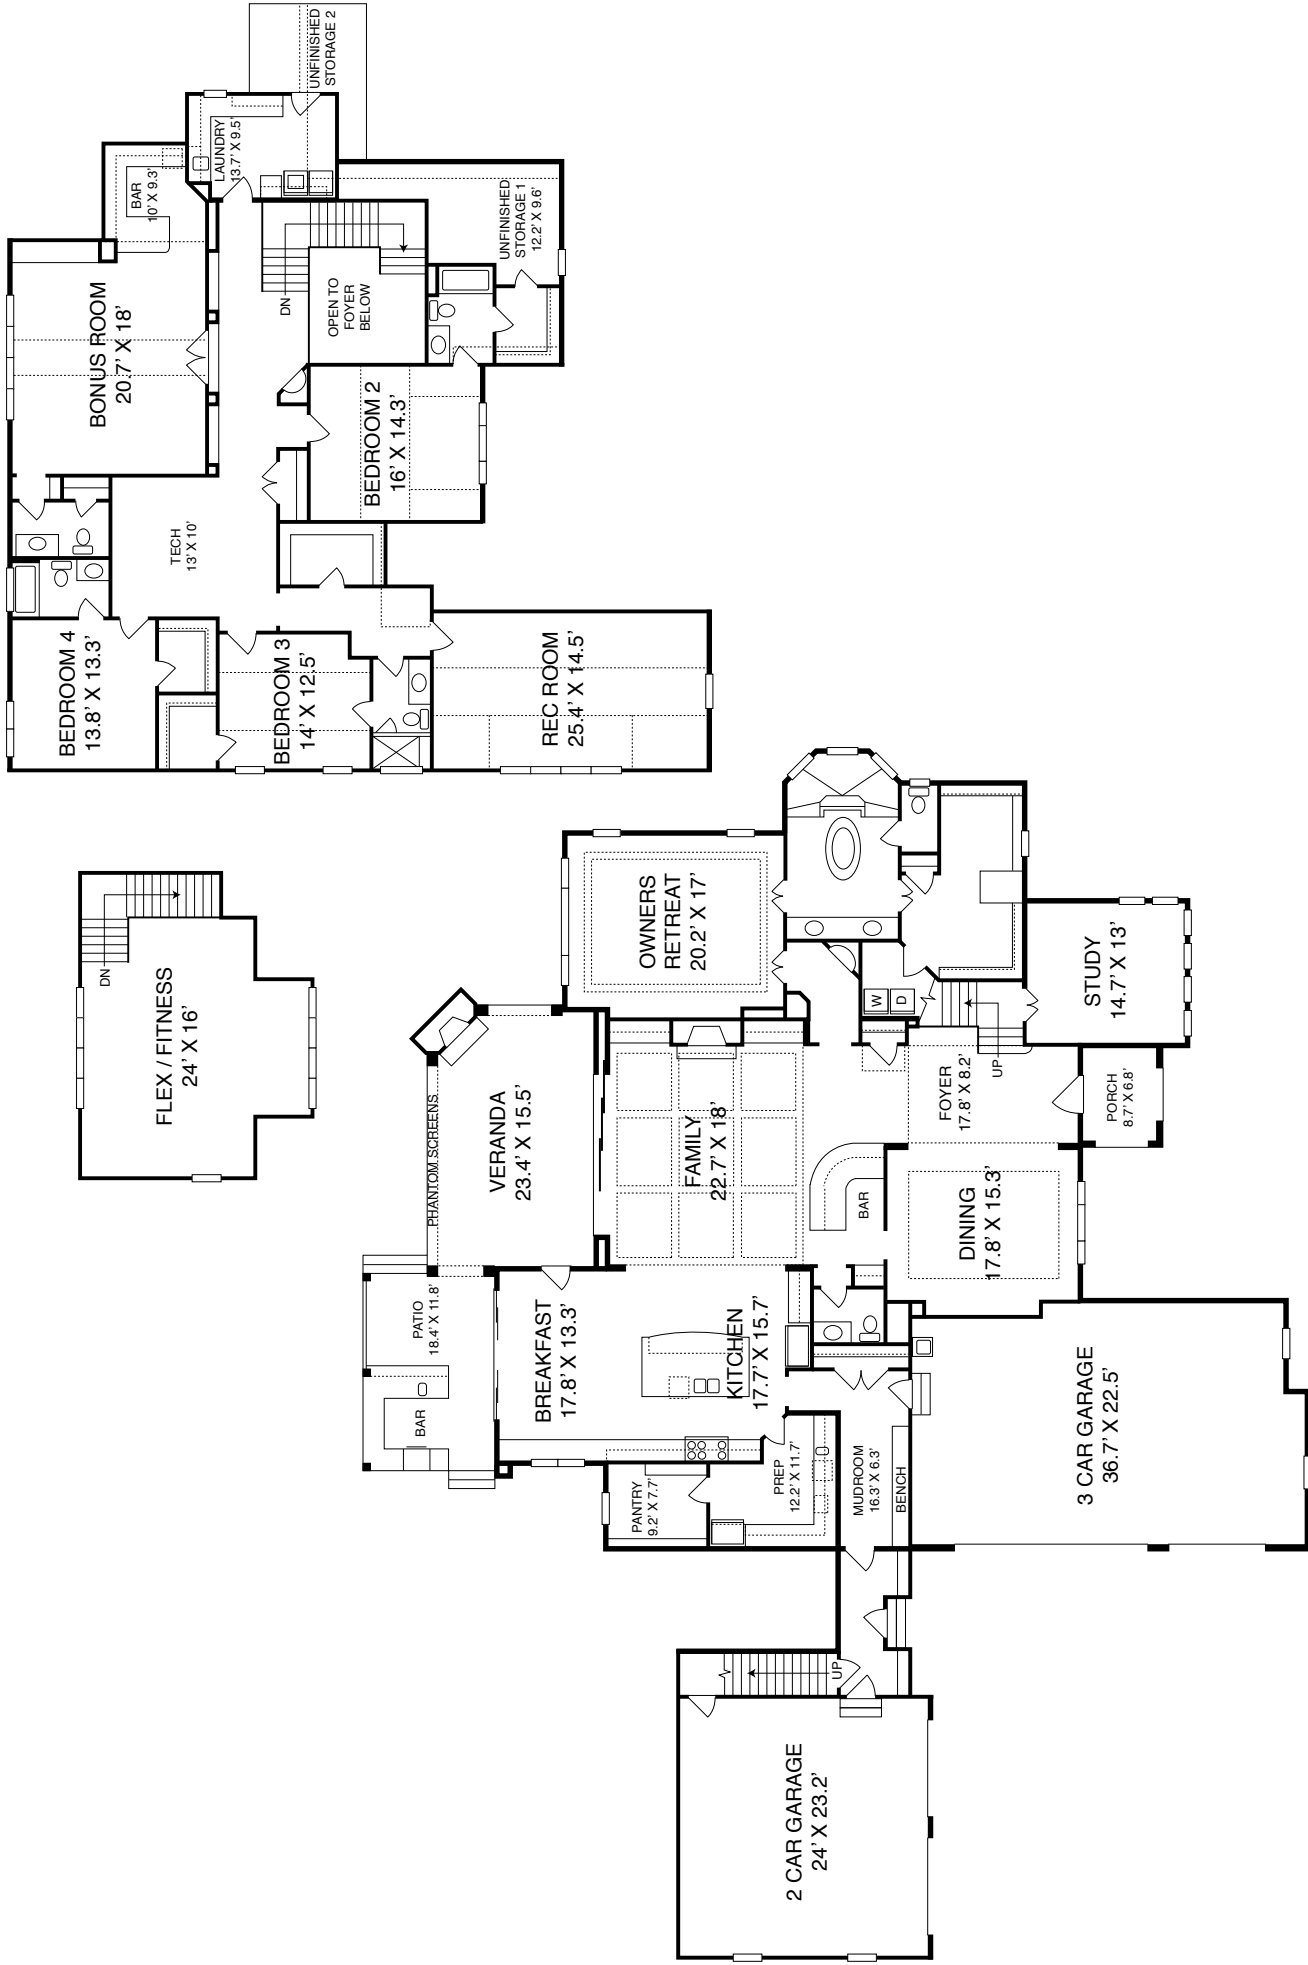 UNFINISHED
STORAGE 2
LAUNDRY
13.7' X 9.5'
BAR
10' X 9.3'
UNFINISHED
STORAGE 1
12.2' X 9.6'
BONUS ROOM
20.7' X 18'
DN
OPEN TO
FOYER
BELOW
BEDROOM 2
16' X 14.3'
TECH
13' X 10'
BEDROOM 4
13.8' X 13.3'
BEDROOM 3
14' X 12.5'
REC ROOM
25.4' X 14.5'
DN
FLEX / FITNESS
24' X 16'
OWNERS
RETREAT
20.2' X 17'
STUDY
14.7' X 13'
W
D
UP
FOYER
17.8' X 8.2'
PORCH
8.7' X 6.8'
PHANTOM SCREENS
VERANDA
23.4' X 15.5'
FAMILY
22.7' X 18'
BAR
DINING
17.8' X 15.3'
PATIO
18.4' X 11.8'
BAR
BREAKFAST
17.8' X 13.3'
KITCHEN
17.7' X 15.7'
PANTRY
9.2' X 7.7'
PREP
12.2' X 11.7'
MUDROOM
16.3' X 6.3'
BENCH
3 CAR GARAGE
36.7' X 22.5'
UP
2 CAR GARAGE
24' X 23.2'